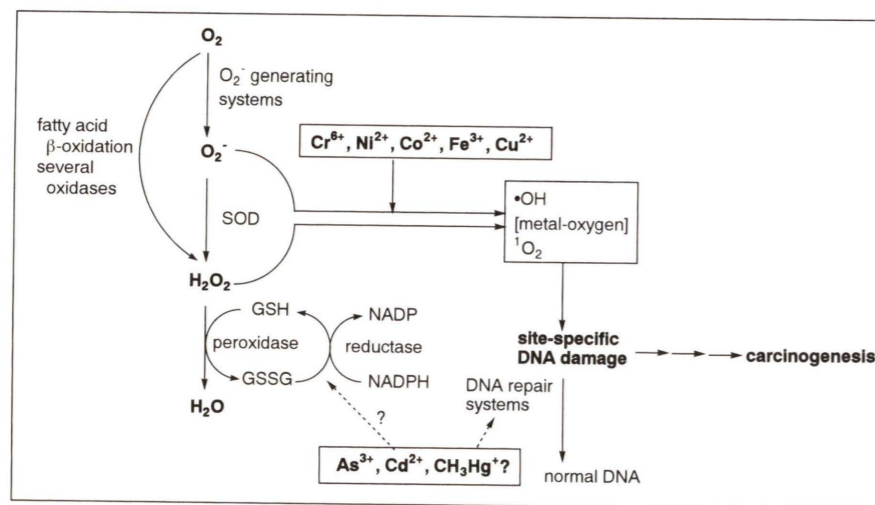 O₂
O₂⁻ generating
systems
fatty acid
β-oxidation
several
oxidases
Cr⁶⁺, Ni²⁺, Co²⁺, Fe³⁺, Cu²⁺
O₂⁻
•OH
[metal-oxygen]
¹O₂
SOD
H₂O₂
GSH
NADP
peroxidase
reductase
site-specific
DNA damage
carcinogenesis
GSSG
NADPH
DNA repair
systems
H₂O
?
As³⁺, Cd²⁺, CH₃Hg⁺?
normal DNA